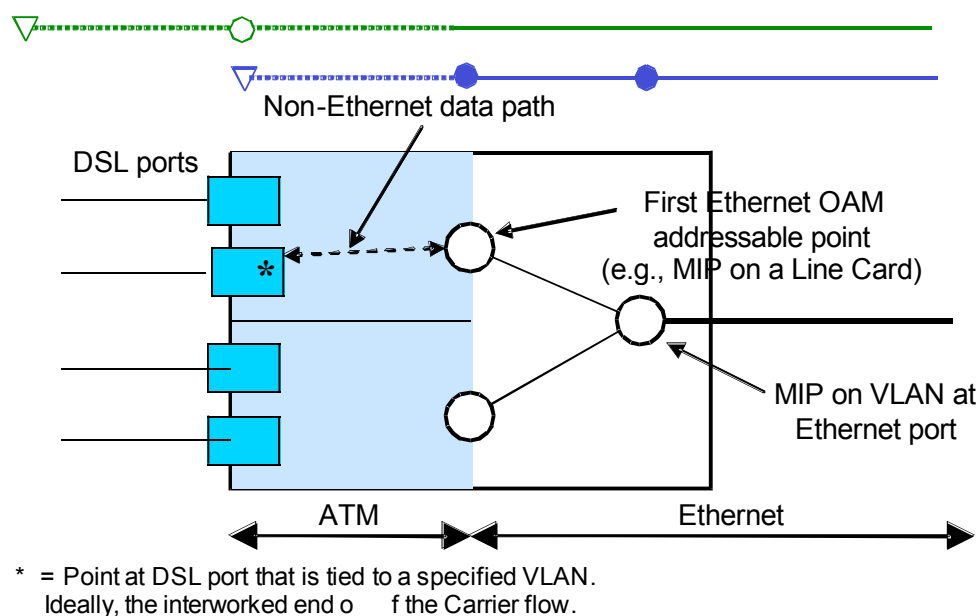 Non-Ethernet data path
DSL ports
First Ethernet OAM
addressable point
(e.g., MIP on a Line Card)
*
MIP on VLAN at
Ethernet port
ATM
Ethernet
* = Point at DSL port that is tied to a specified VLAN.
Ideally, the interworked end o f the Carrier flow.